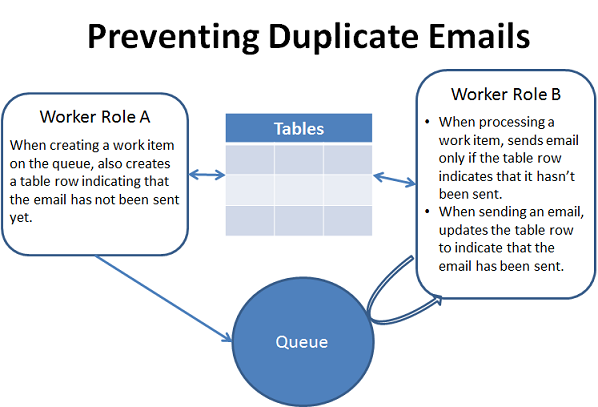 Preventing Duplicate Emails
Worker Role A
When creating a work item
on the queue, also creates
a table row indicating that
the email has not been sent
yet.
Tables
Worker Role B
• When processing a
work item, sends email
only if the table row
indicates that it hasn't
been sent.
• When sending an email,
updates the table row
to indicate that the
email has been sent.
Queue